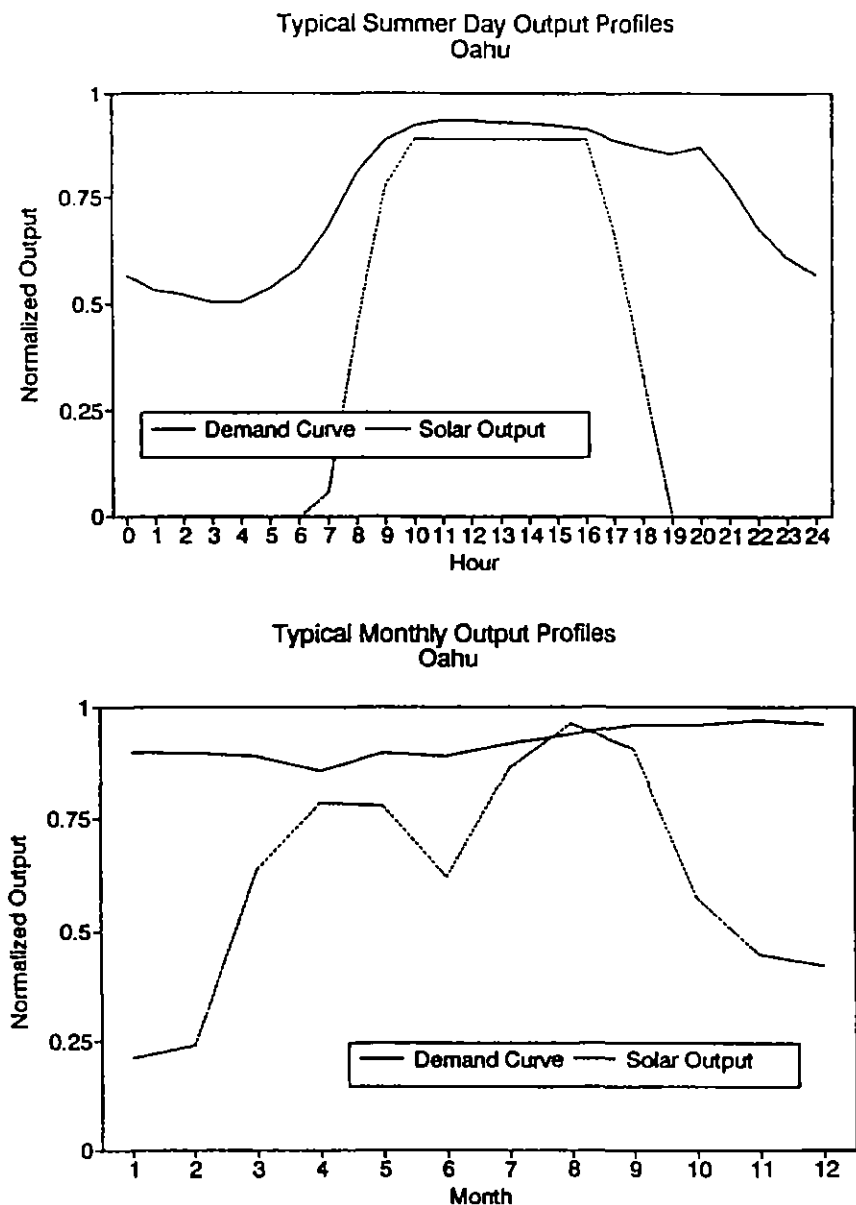 Typical Summer Day Output Profiles
Oahu
1
0.75
0.5
0.25
0
Normalized Output
Demand Curve Solar Output
0 1 2 3 4 5 6 7 8 9 10 11 12 13 14 15 16 17 18 19 20 21 22 23 24
Hour
Typical Monthly Output Profiles
Oahu
1
0.75
0.5
0.25
0
Normalized Output
Demand Curve Solar Output
1 2 3 4 5 6 7 8 9 10 11 12
Month